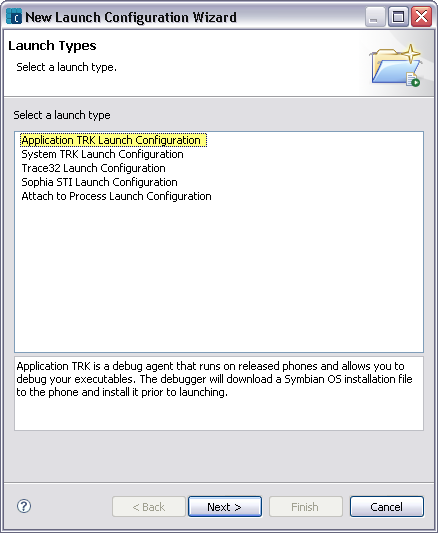 New Launch Configuration Wizard
Launch Types
Select a launch type.
Select a launch type
Application TRK Launch Configuration
System TRK Launch Configuration
Trace32 Launch Configuration
Sophia STI Launch Configuration
Attach to Process Launch Configuration
Application TRK is a debug agent that runs on released phones and allows you to
debug your executables. The debugger will download a Symbian OS installation file
to the phone and install it prior to launching.
< Back
Next >
Finish
Cancel